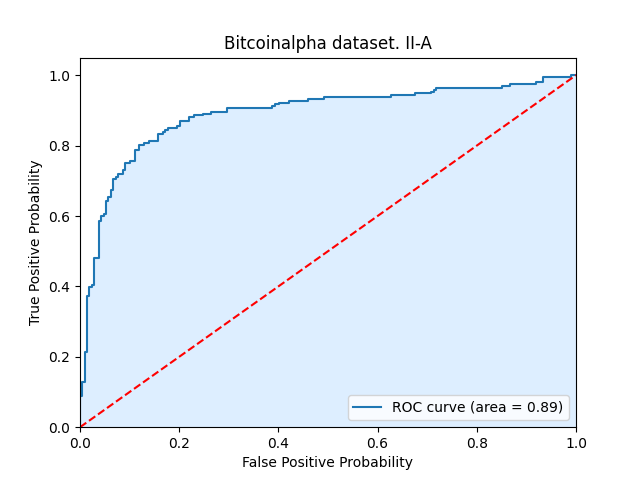 Bitcoinalpha dataset. II-A
True Positive Probability
1.0
0.8
0.6
0.4
0.2
0.0
0.0 0.2 0.4 0.6 0.8 1.0
False Positive Probability
ROC curve (area = 0.89)